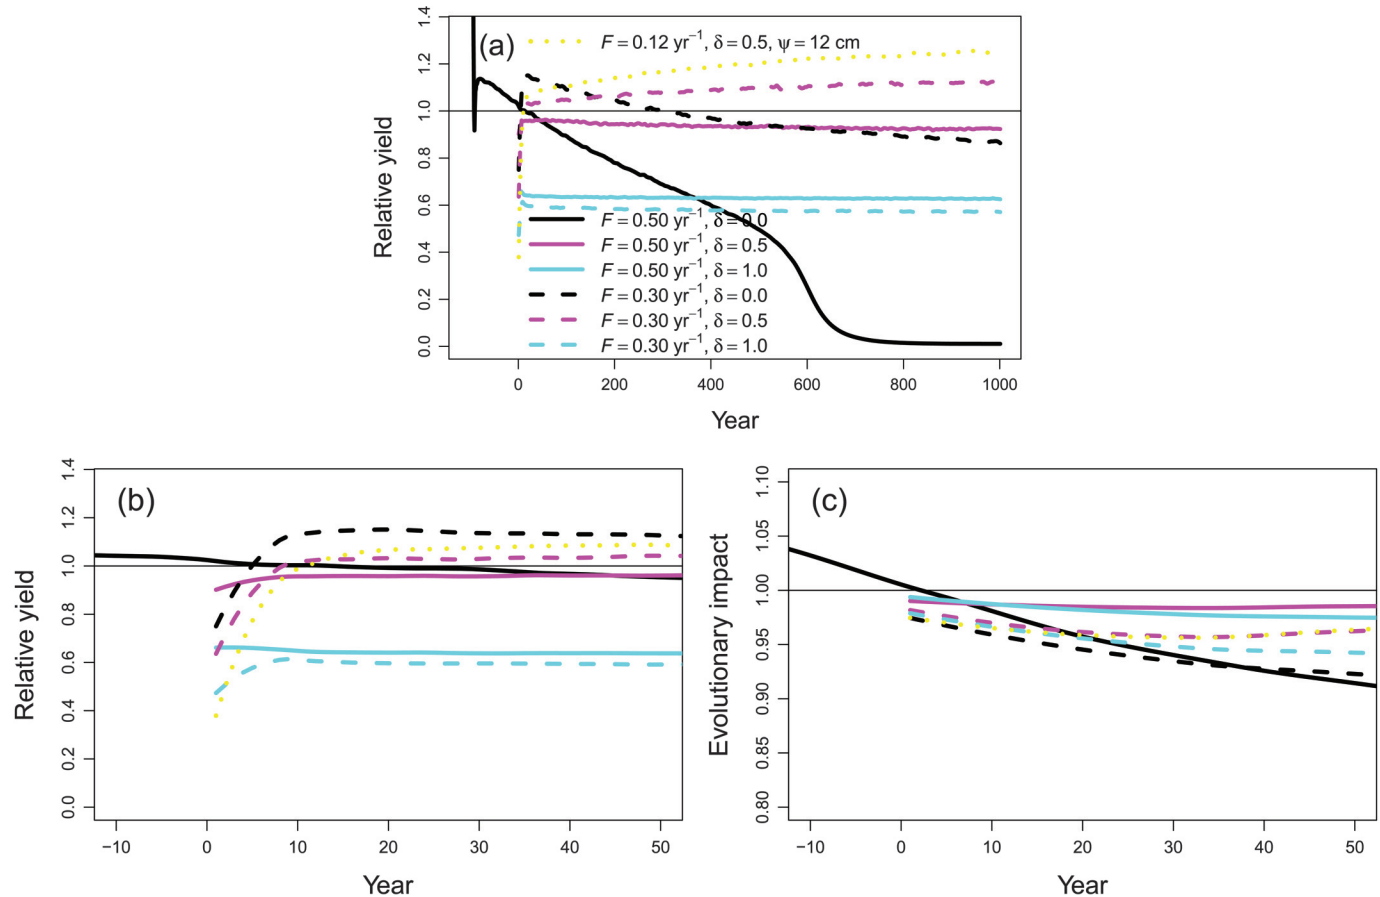 (a)
F = 0.12 yr⁻¹, δ = 0.5, ψ = 12 cm
F = 0.50 yr⁻¹, δ = 0.0
F = 0.50 yr⁻¹, δ = 0.5
F = 0.50 yr⁻¹, δ = 1.0
F = 0.30 yr⁻¹, δ = 0.0
F = 0.30 yr⁻¹, δ = 0.5
F = 0.30 yr⁻¹, δ = 1.0
Relative yield
1.4
1.2
1.0
0.8
0.6
0.4
0.2
0.0
0 200 400 600 800 1000
Year
(b)
Relative yield
1.4
1.2
1.0
0.8
0.6
0.4
0.2
0.0
−10 0 10 20 30 40 50
Year
(c)
Evolutionary impact
1.10
1.05
1.00
0.95
0.90
0.85
0.80
−10 0 10 20 30 40 50
Year